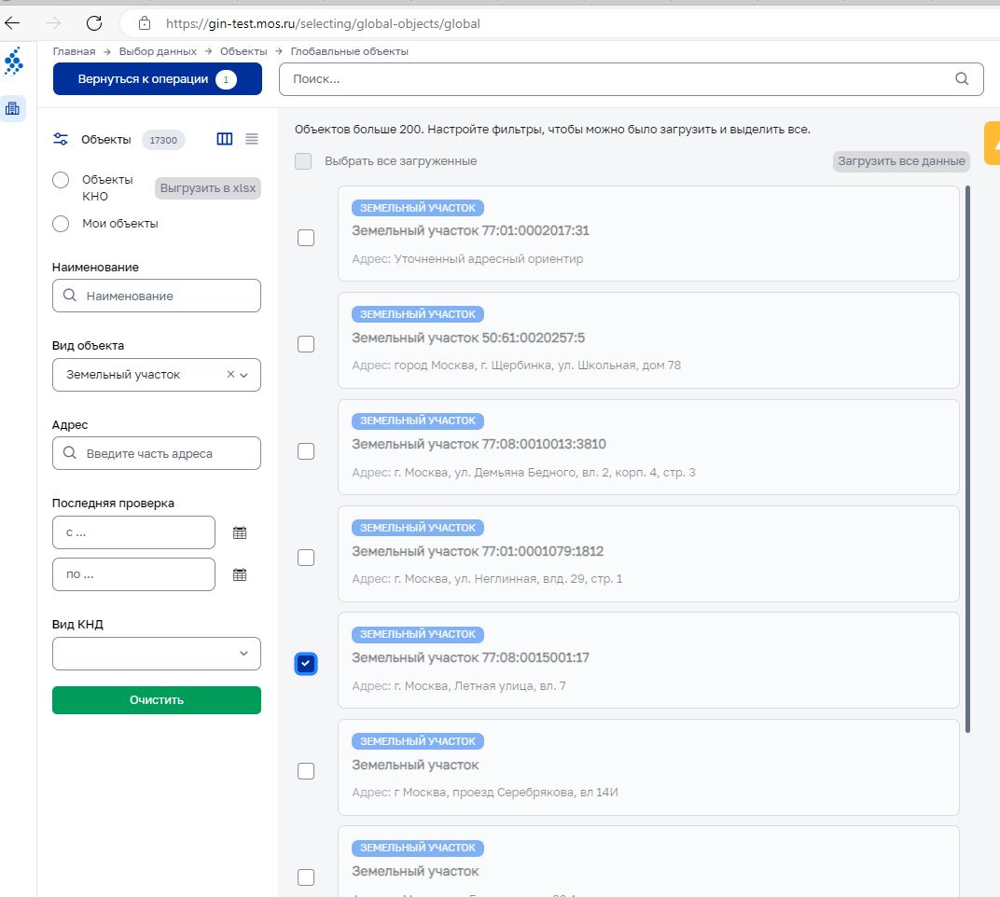 https://gin-test.mos.ru/selecting/global-objects/global
Главная → Выбор данных → Объекты → Глобавльные объекты
Вернуться к операции 1
Поиск...
Объекты 17300
Объекты КНО
Выгрузить в xlsx
Мои объекты
Наименование
Наименование
Вид объекта
Земельный участок
Адрес
Введите часть адреса
Последняя проверка
с ...
по ...
Вид КНД
Очистить
Объектов больше 200. Настройте фильтры, чтобы можно было загрузить и выделить все.
Выбрать все загруженные
Загрузить все данные
ЗЕМЕЛЬНЫЙ УЧАСТОК
Земельный участок 77:01:0002017:31
Адрес: Уточненный адресный ориентир
ЗЕМЕЛЬНЫЙ УЧАСТОК
Земельный участок 50:61:0020257:5
Адрес: город Москва, г. Щербинка, ул. Школьная, дом 78
ЗЕМЕЛЬНЫЙ УЧАСТОК
Земельный участок 77:08:0010013:3810
Адрес: г. Москва, ул. Демьяна Бедного, вл. 2, корп. 4, стр. 3
ЗЕМЕЛЬНЫЙ УЧАСТОК
Земельный участок 77:01:0001079:1812
Адрес: г. Москва, ул. Неглинная, влд. 29, стр. 1
ЗЕМЕЛЬНЫЙ УЧАСТОК
Земельный участок 77:08:0015001:17
Адрес: г. Москва, Летная улица, вл. 7
ЗЕМЕЛЬНЫЙ УЧАСТОК
Земельный участок
Адрес: г Москва, проезд Серебрякова, вл 14И
ЗЕМЕЛЬНЫЙ УЧАСТОК
Земельный участок